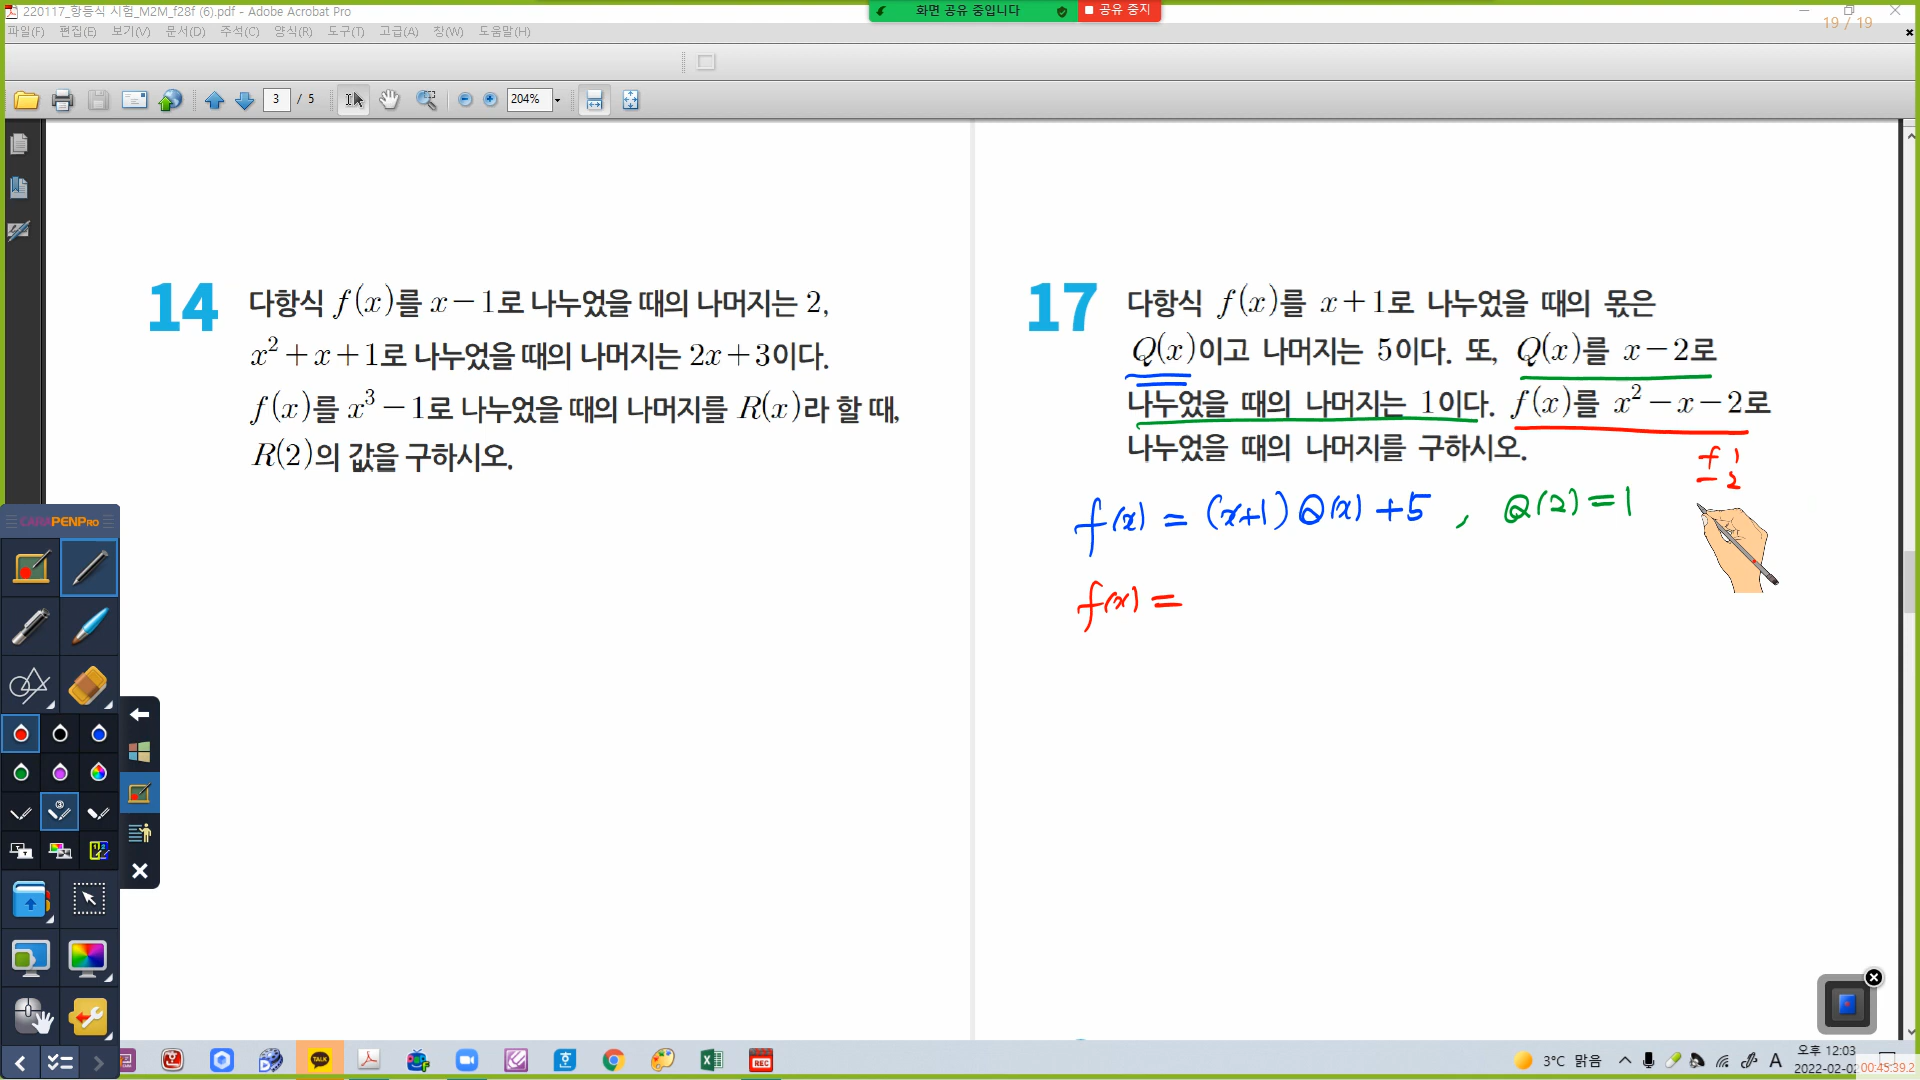 220117_항등식 시험_M2M_f28f (6).pdf - Adobe Acrobat Pro
화면 공유 중입니다
공유 중지
19 / 19
파일(F) 편집(E) 보기(V) 문서(D) 주석(C) 양식(R) 도구(T) 고급(A) 창(W) 도움말(H)
3 / 5
204%
14 다항식 f(x)를 x−1로 나누었을 때의 나머지는 2,
x²+x+1로 나누었을 때의 나머지는 2x+3이다.
f(x)를 x³−1로 나누었을 때의 나머지를 R(x)라 할 때,
R(2)의 값을 구하시오.
17 다항식 f(x)를 x+1로 나누었을 때의 몫은
Q(x)이고 나머지는 5이다. 또, Q(x)를 x−2로
나누었을 때의 나머지는 1이다. f(x)를 x²−x−2로
나누었을 때의 나머지를 구하시오.
+ 1
− 2
f(x) = (x+1) Q(x) +5 , Q(2) = 1
f(x) =
CAMAPENPRO
TALK
REC
3°C 맑음
A
오후 12:03
2022-02-02
00:45:39.2